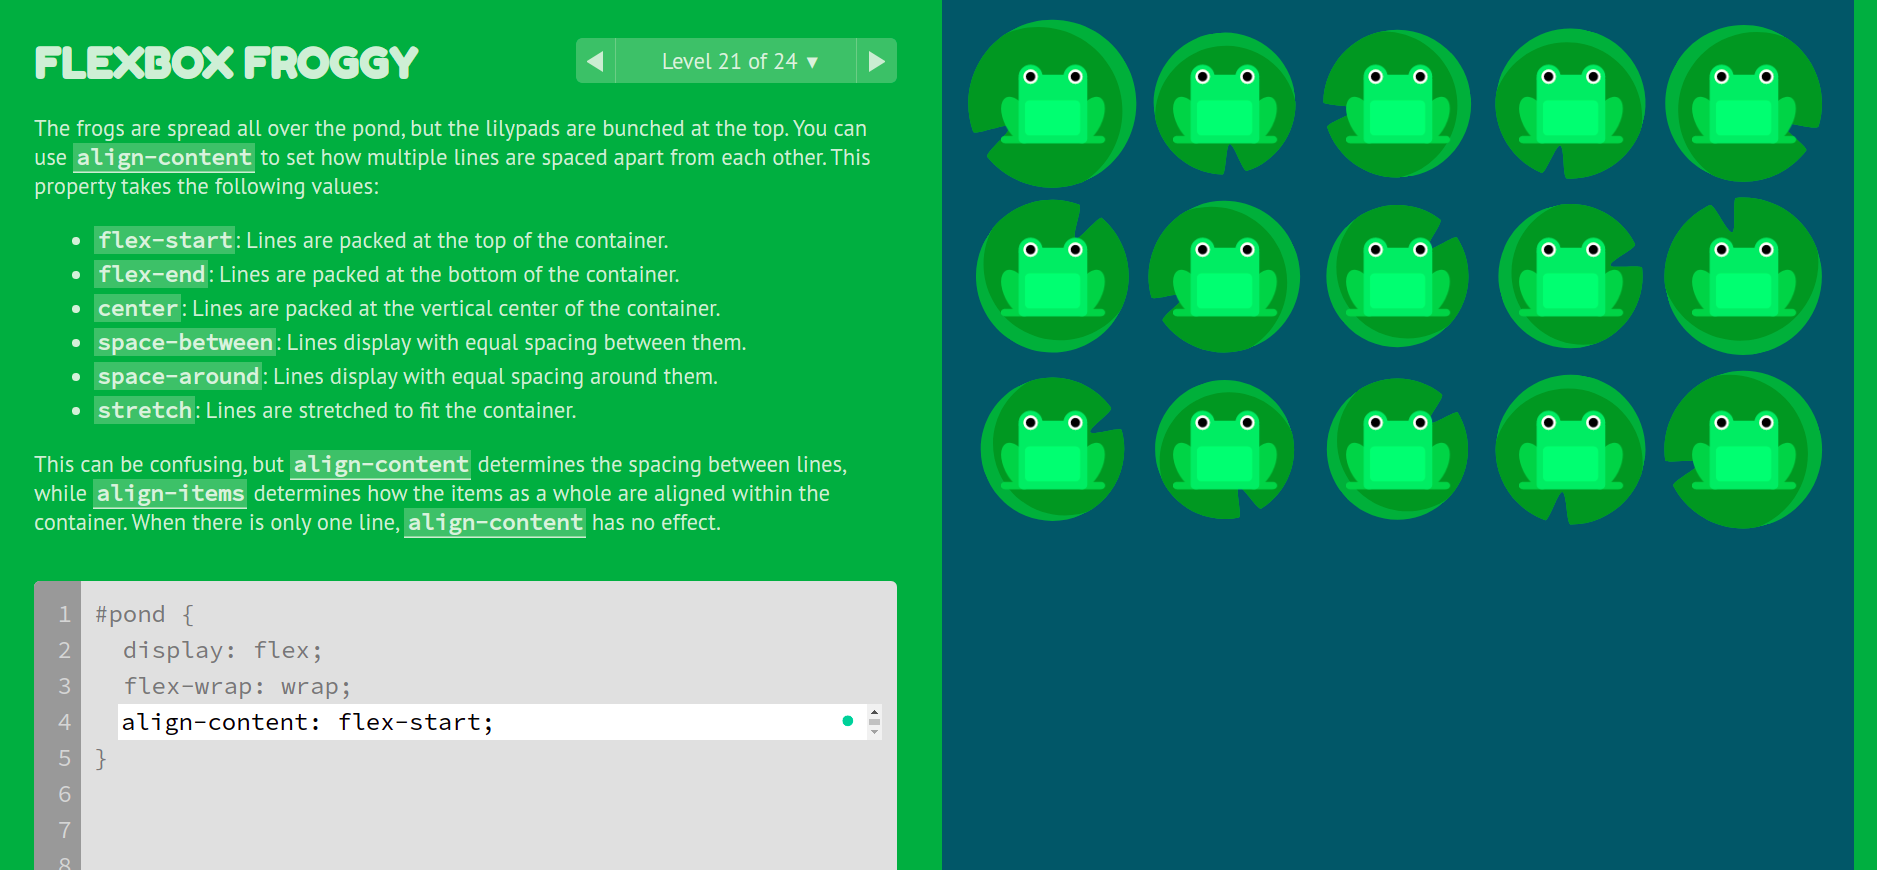 FLEXBOX FROGGY
◀ Level 21 of 24 ▼ ▶
The frogs are spread all over the pond, but the lilypads are bunched at the top. You can
use align-content to set how multiple lines are spaced apart from each other. This
property takes the following values:
• flex-start: Lines are packed at the top of the container.
• flex-end: Lines are packed at the bottom of the container.
• center: Lines are packed at the vertical center of the container.
• space-between: Lines display with equal spacing between them.
• space-around: Lines display with equal spacing around them.
• stretch: Lines are stretched to fit the container.
This can be confusing, but align-content determines the spacing between lines,
while align-items determines how the items as a whole are aligned within the
container. When there is only one line, align-content has no effect.
1 #pond {
2 display: flex;
3 flex-wrap: wrap;
4 align-content: flex-start;
5 }
6
7
8